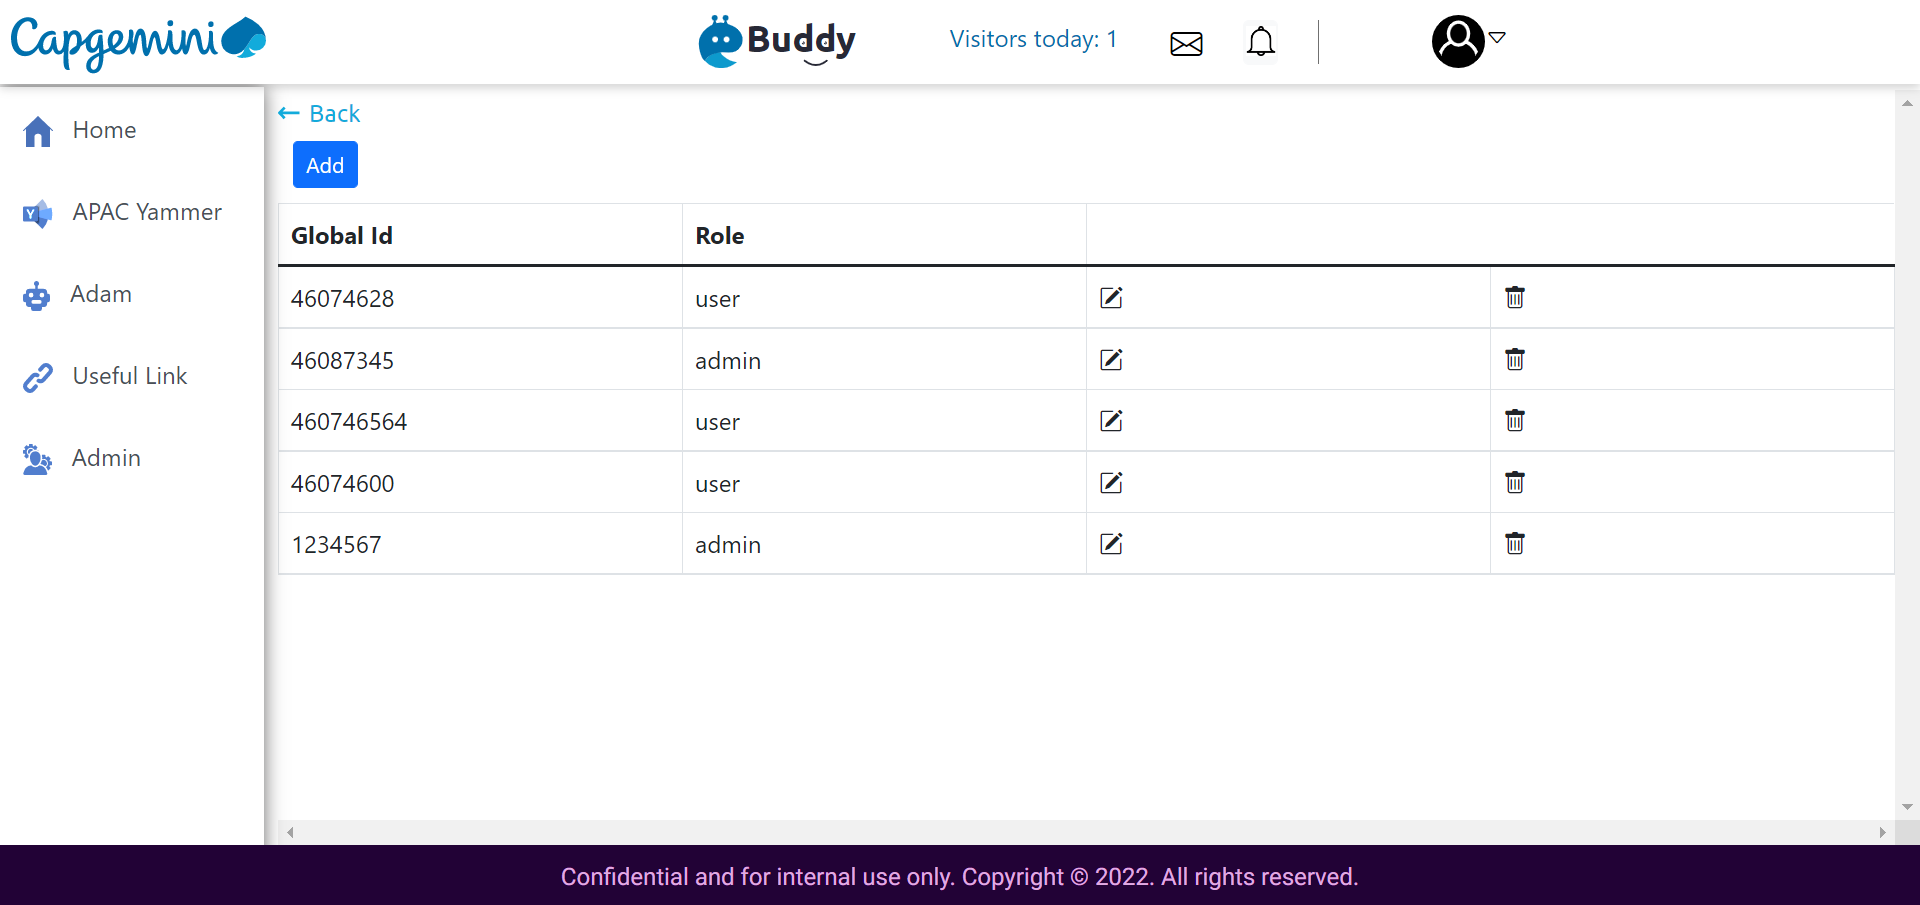 Capgemini
Buddy
Visitors today: 1
Home
APAC Yammer
Adam
Useful Link
Admin
← Back
Add
Global Id Role
46074628 user
46087345 admin
460746564 user
46074600 user
1234567 admin
Confidential and for internal use only. Copyright © 2022. All rights reserved.